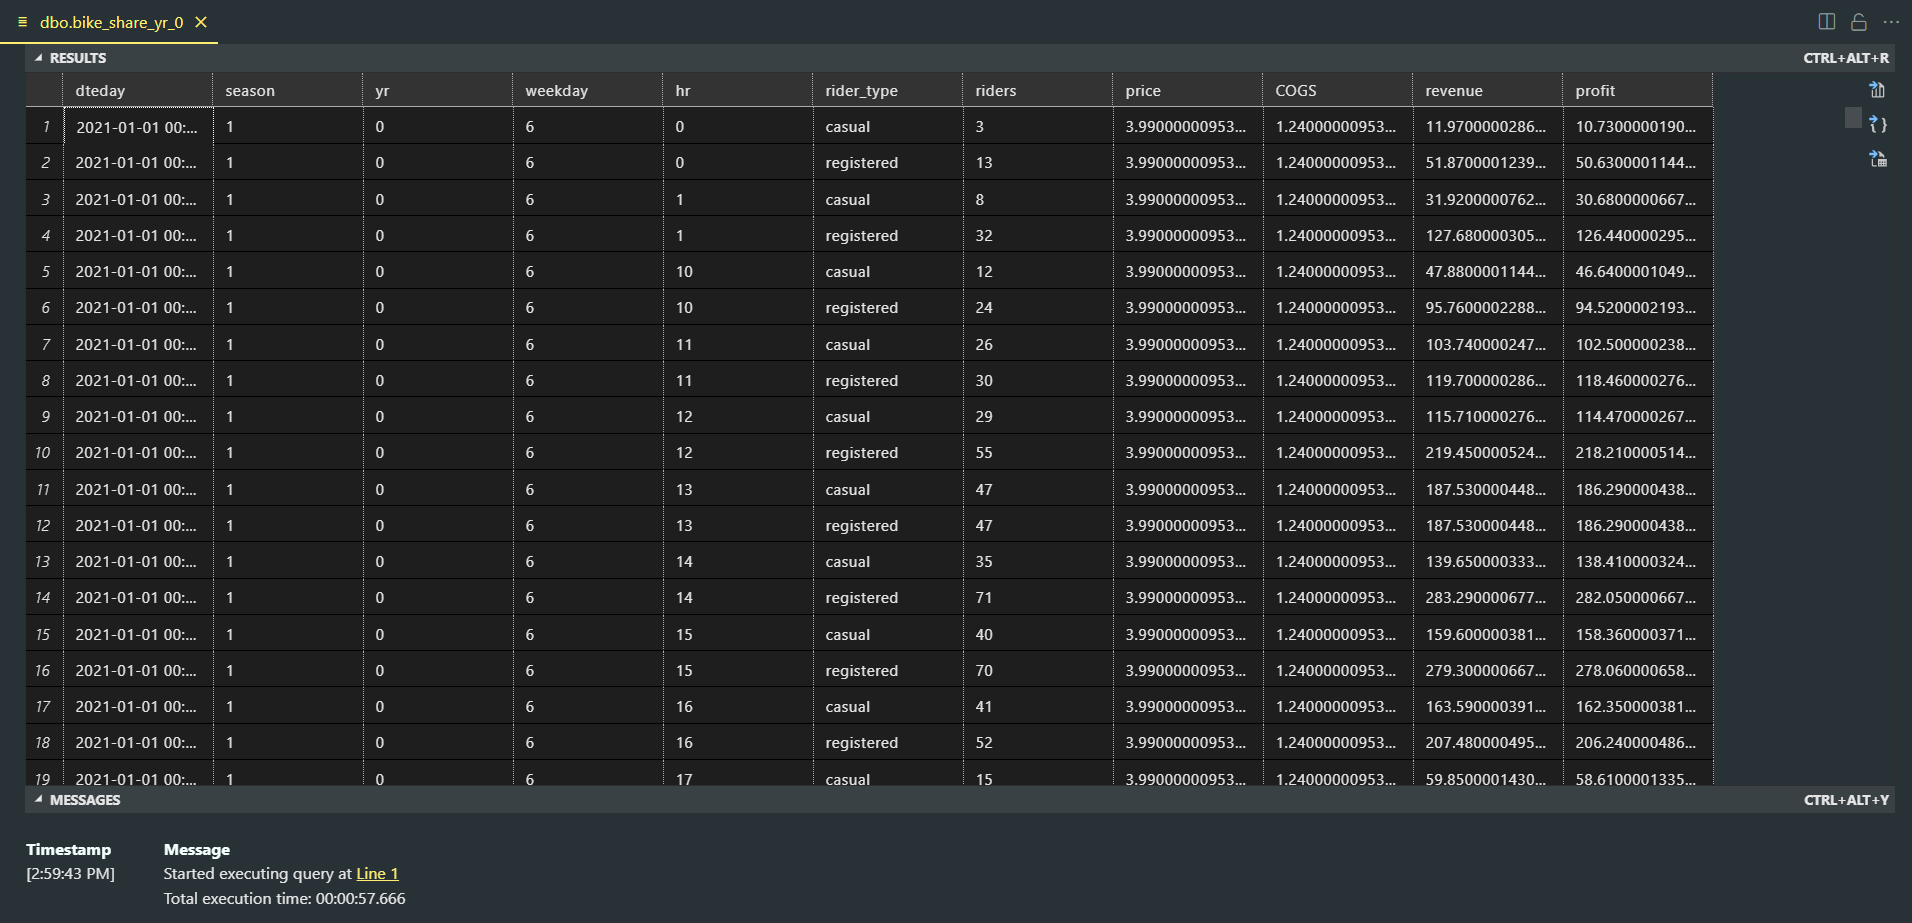 dbo.bike_share_yr_0
RESULTS CTRL+ALT+R
dteday season yr weekday hr rider_type riders price COGS revenue profit
1 2021-01-01 00:... 1 0 6 0 casual 3 3.99000000953... 1.24000000953... 11.9700000286... 10.7300000190...
2 2021-01-01 00:... 1 0 6 0 registered 13 3.99000000953... 1.24000000953... 51.8700001239... 50.6300001144...
3 2021-01-01 00:... 1 0 6 1 casual 8 3.99000000953... 1.24000000953... 31.9200000762... 30.6800000667...
4 2021-01-01 00:... 1 0 6 1 registered 32 3.99000000953... 1.24000000953... 127.680000305... 126.440000295...
5 2021-01-01 00:... 1 0 6 10 casual 12 3.99000000953... 1.24000000953... 47.8800001144... 46.6400001049...
6 2021-01-01 00:... 1 0 6 10 registered 24 3.99000000953... 1.24000000953... 95.7600002288... 94.5200002193...
7 2021-01-01 00:... 1 0 6 11 casual 26 3.99000000953... 1.24000000953... 103.740000247... 102.500000238...
8 2021-01-01 00:... 1 0 6 11 registered 30 3.99000000953... 1.24000000953... 119.700000286... 118.460000276...
9 2021-01-01 00:... 1 0 6 12 casual 29 3.99000000953... 1.24000000953... 115.710000276... 114.470000267...
10 2021-01-01 00:... 1 0 6 12 registered 55 3.99000000953... 1.24000000953... 219.450000524... 218.210000514...
11 2021-01-01 00:... 1 0 6 13 casual 47 3.99000000953... 1.24000000953... 187.530000448... 186.290000438...
12 2021-01-01 00:... 1 0 6 13 registered 47 3.99000000953... 1.24000000953... 187.530000448... 186.290000438...
13 2021-01-01 00:... 1 0 6 14 casual 35 3.99000000953... 1.24000000953... 139.650000333... 138.410000324...
14 2021-01-01 00:... 1 0 6 14 registered 71 3.99000000953... 1.24000000953... 283.290000677... 282.050000667...
15 2021-01-01 00:... 1 0 6 15 casual 40 3.99000000953... 1.24000000953... 159.600000381... 158.360000371...
16 2021-01-01 00:... 1 0 6 15 registered 70 3.99000000953... 1.24000000953... 279.300000667... 278.060000658...
17 2021-01-01 00:... 1 0 6 16 casual 41 3.99000000953... 1.24000000953... 163.590000391... 162.350000381...
18 2021-01-01 00:... 1 0 6 16 registered 52 3.99000000953... 1.24000000953... 207.480000495... 206.240000486...
19 2021-01-01 00:... 1 0 6 17 casual 15 3.99000000953... 1.24000000953... 59.8500001430... 58.6100001335...
MESSAGES CTRL+ALT+Y
Timestamp Message
[2:59:43 PM] Started executing query at Line 1
Total execution time: 00:00:57.666